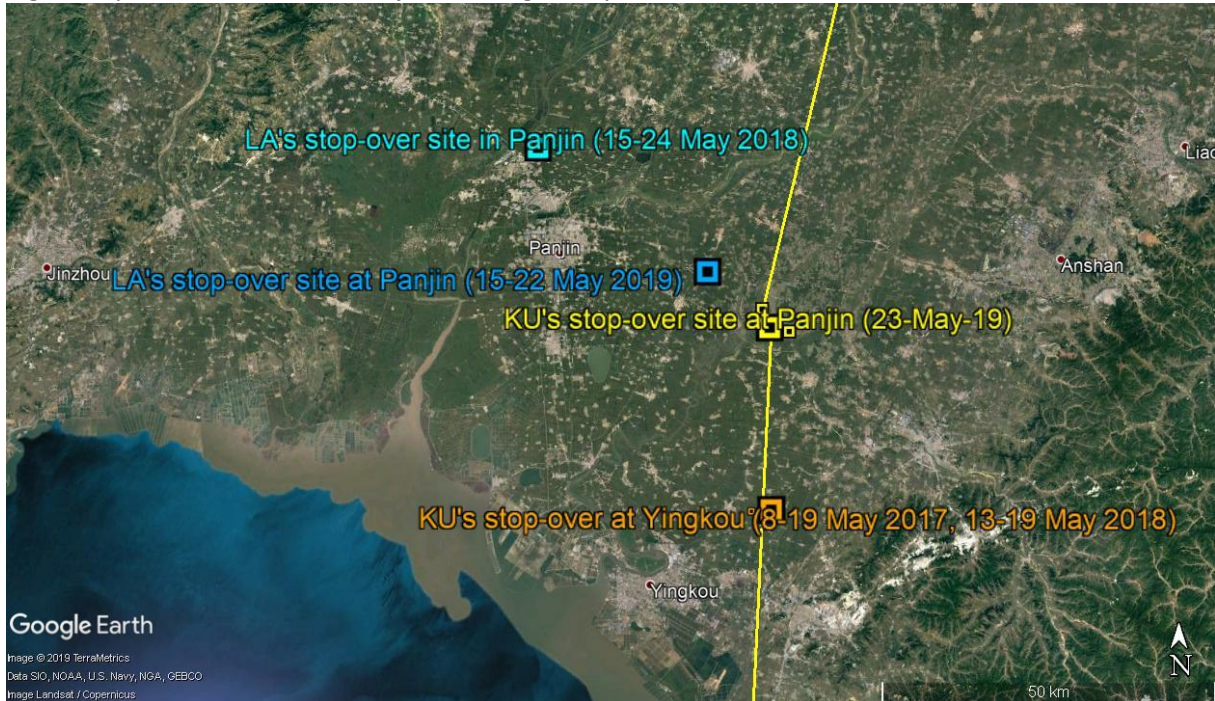 LA's stop-over site in Panjin (15-24 May 2018)
Liao
Panjin
Anshan
Jinzhou
LA's stop-over site at Panjin (15-22 May 2019)
KU's stop-over site at Panjin (23-May-19)
KU's stop-over at Yingkou (8-19 May 2017, 13-19 May 2018)
Yingkou
Google Earth
Image © 2019 TerraMetrics
Data SIO, NOAA, U.S. Navy, NGA, GEBCO
Image Landsat / Copernicus
N
50 km